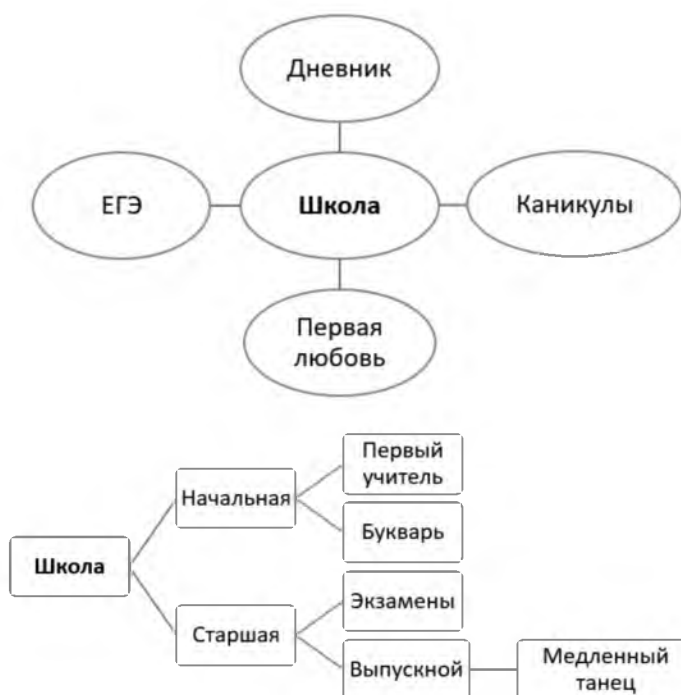 Дневник
ЕГЭ
Школа
Каникулы
Первая
любовь
Первый
учитель
Начальная
Букварь
Школа
Экзамены
Старшая
Выпускной
Медленный
танец